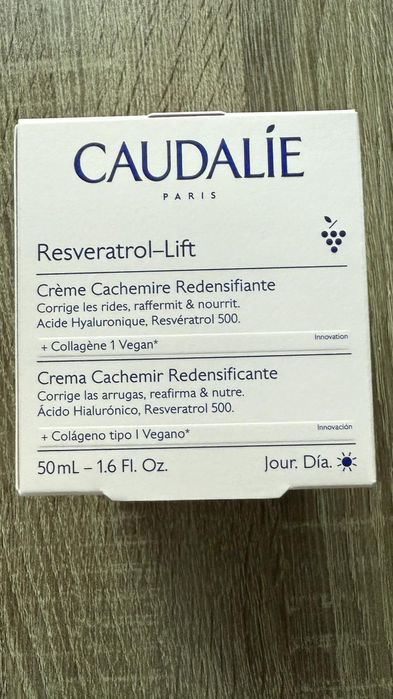 CAUDALÍE
PARIS
Resveratrol–Lift
Crème Cachemire Redensifiante
Corrige les rides, raffermit & nourrit.
Acide Hyaluronique, Resvératrol 500.
Innovation
+ Collagène 1 Vegan*
Crema Cachemir Redensificante
Corrige las arrugas, reafirma & nutre.
Ácido Hialurónico, Resveratrol 500.
Innovación
+ Colágeno tipo I Vegano*
50 mL – 1.6 Fl. Oz. Jour. Día.